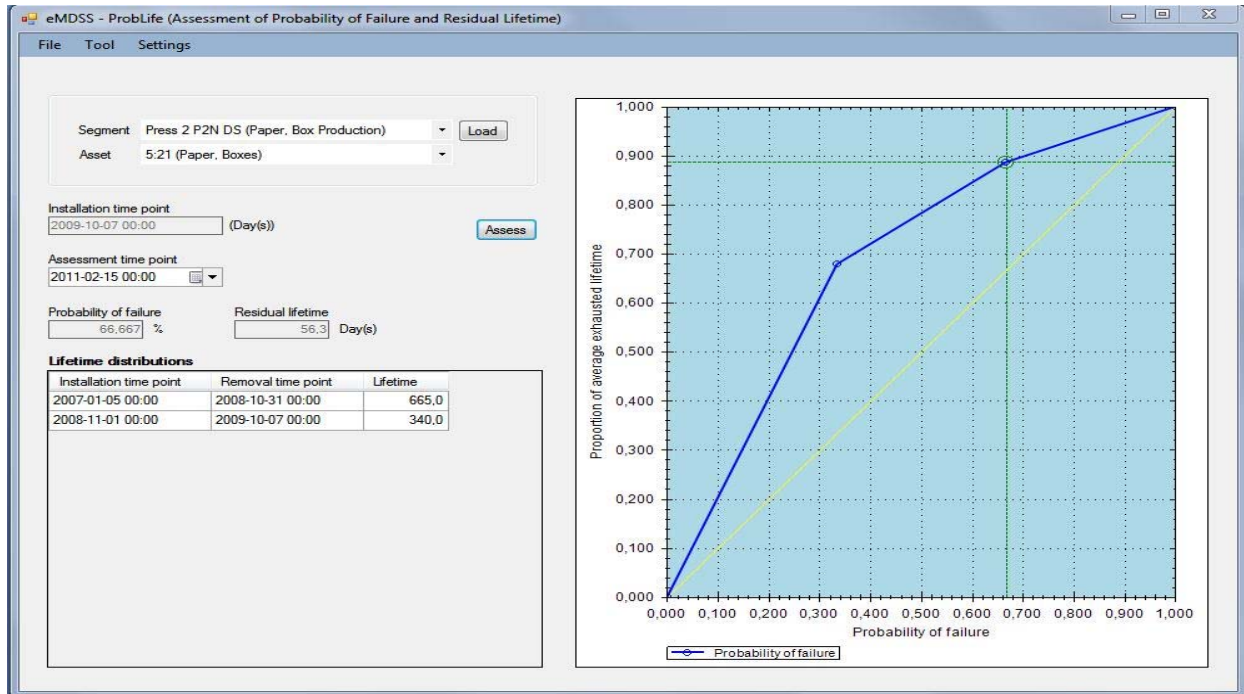 eMDSS - ProbLife (Assessment of Probability of Failure and Residual Lifetime)
File Tool Settings
Segment Press 2 P2N DS (Paper, Box Production) Load
Asset 5:21 (Paper, Boxes)
Installation time point
2009-10-07 00:00 (Day(s))
Assess
Assessment time point
2011-02-15 00:00
Probability of failure Residual lifetime
66,667 % 56,3 Day(s)
Lifetime distributions
Installation time point Removal time point Lifetime
2007-01-05 00:00 2008-10-31 00:00 665,0
2008-11-01 00:00 2009-10-07 00:00 340,0
Proportion of average exhausted lifetime
1,000
0,900
0,800
0,700
0,600
0,500
0,400
0,300
0,200
0,100
0,000
0,000 0,100 0,200 0,300 0,400 0,500 0,600 0,700 0,800 0,900 1,000
Probability of failure
Probability of failure